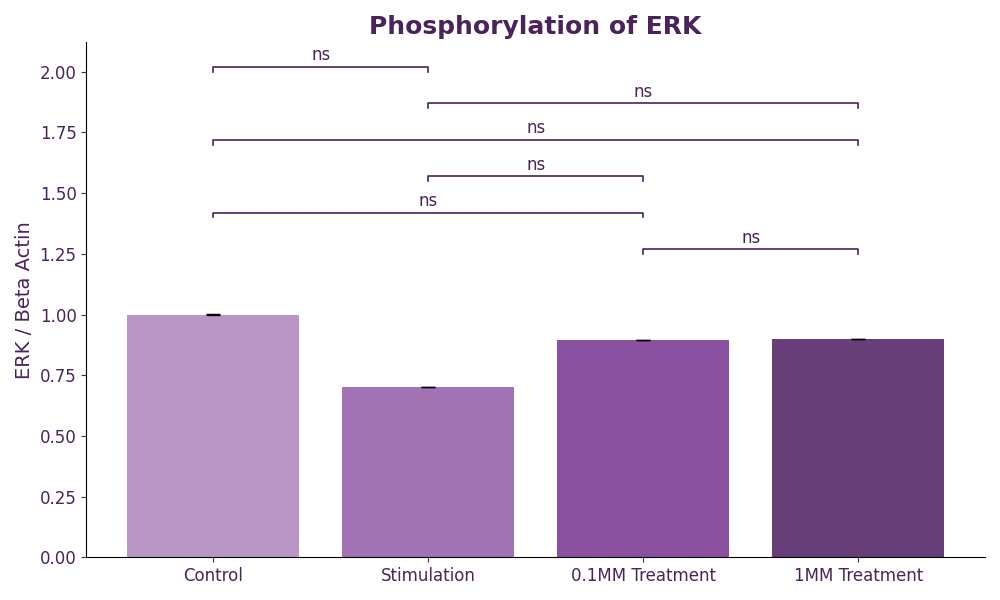 Phosphorylation of ERK
ns
ns
ns
ns
ns
ns
ERK / Beta Actin
2.00
1.75
1.50
1.25
1.00
0.75
0.50
0.25
0.00
Control
Stimulation
0.1MM Treatment
1MM Treatment